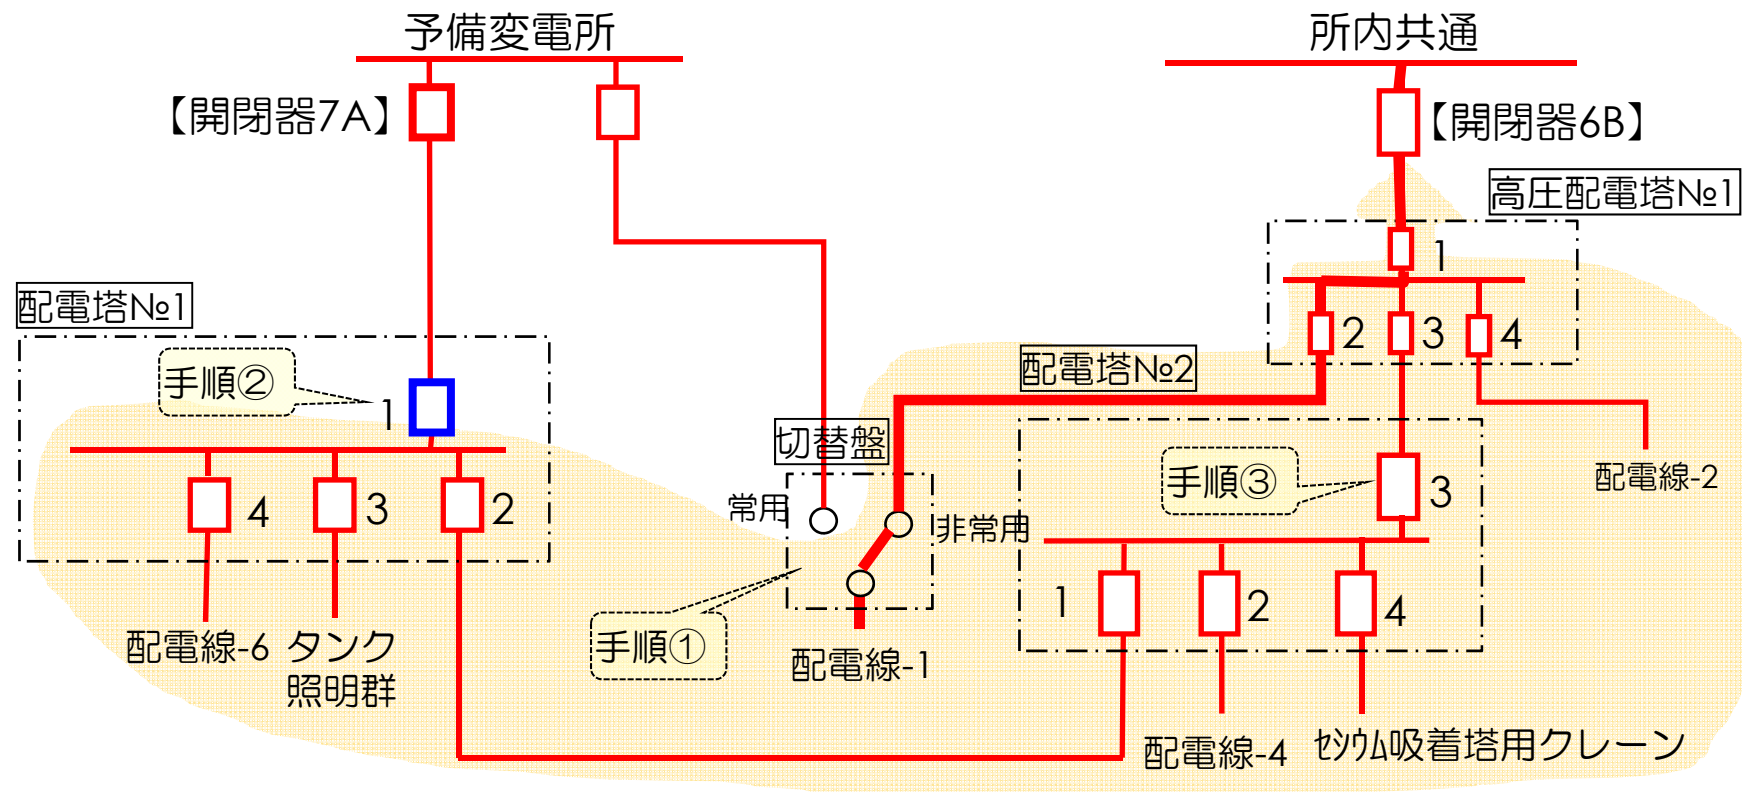 予備変電所
所内共通
【開閉器7A】
【開閉器6B】
高圧配電塔№1
1
2
3
4
配電塔№1
手順②
1
配電塔№2
切替盤
常用
非常用
手順③
3
配電線-2
4
3
2
1
2
4
配電線-6
タンク
照明群
手順①
配電線-1
配電線-4
ｾｼｳﾑ吸着塔用クレーン